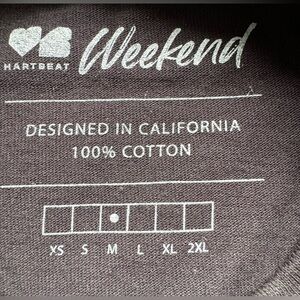 HARTBEAT Weekend
DESIGNED IN CALIFORNIA
100% COTTON
XS S M L XL 2XL